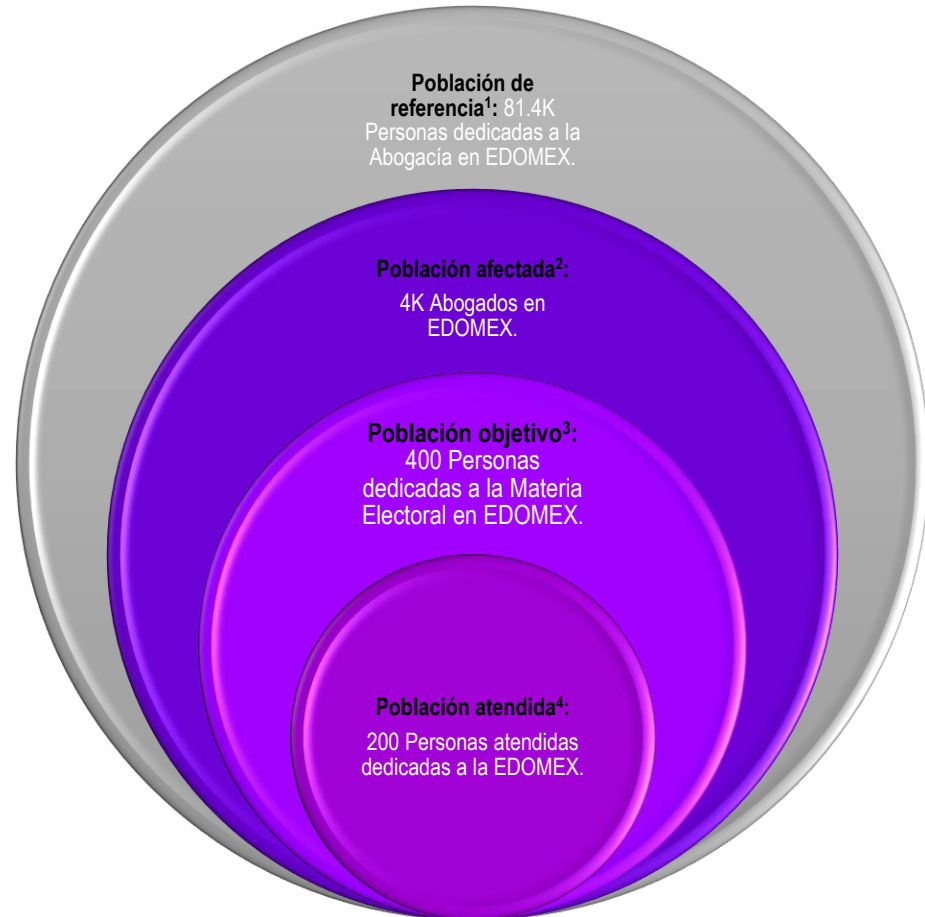 Población de
referencia¹: 81.4K
Personas dedicadas a la
Abogacía en EDOMEX.
Población afectada²:
4K Abogados en
EDOMEX.
Población objetivo³:
400 Personas
dedicadas a la Materia
Electoral en EDOMEX.
Población atendida⁴:
200 Personas atendidas
dedicadas a la EDOMEX.